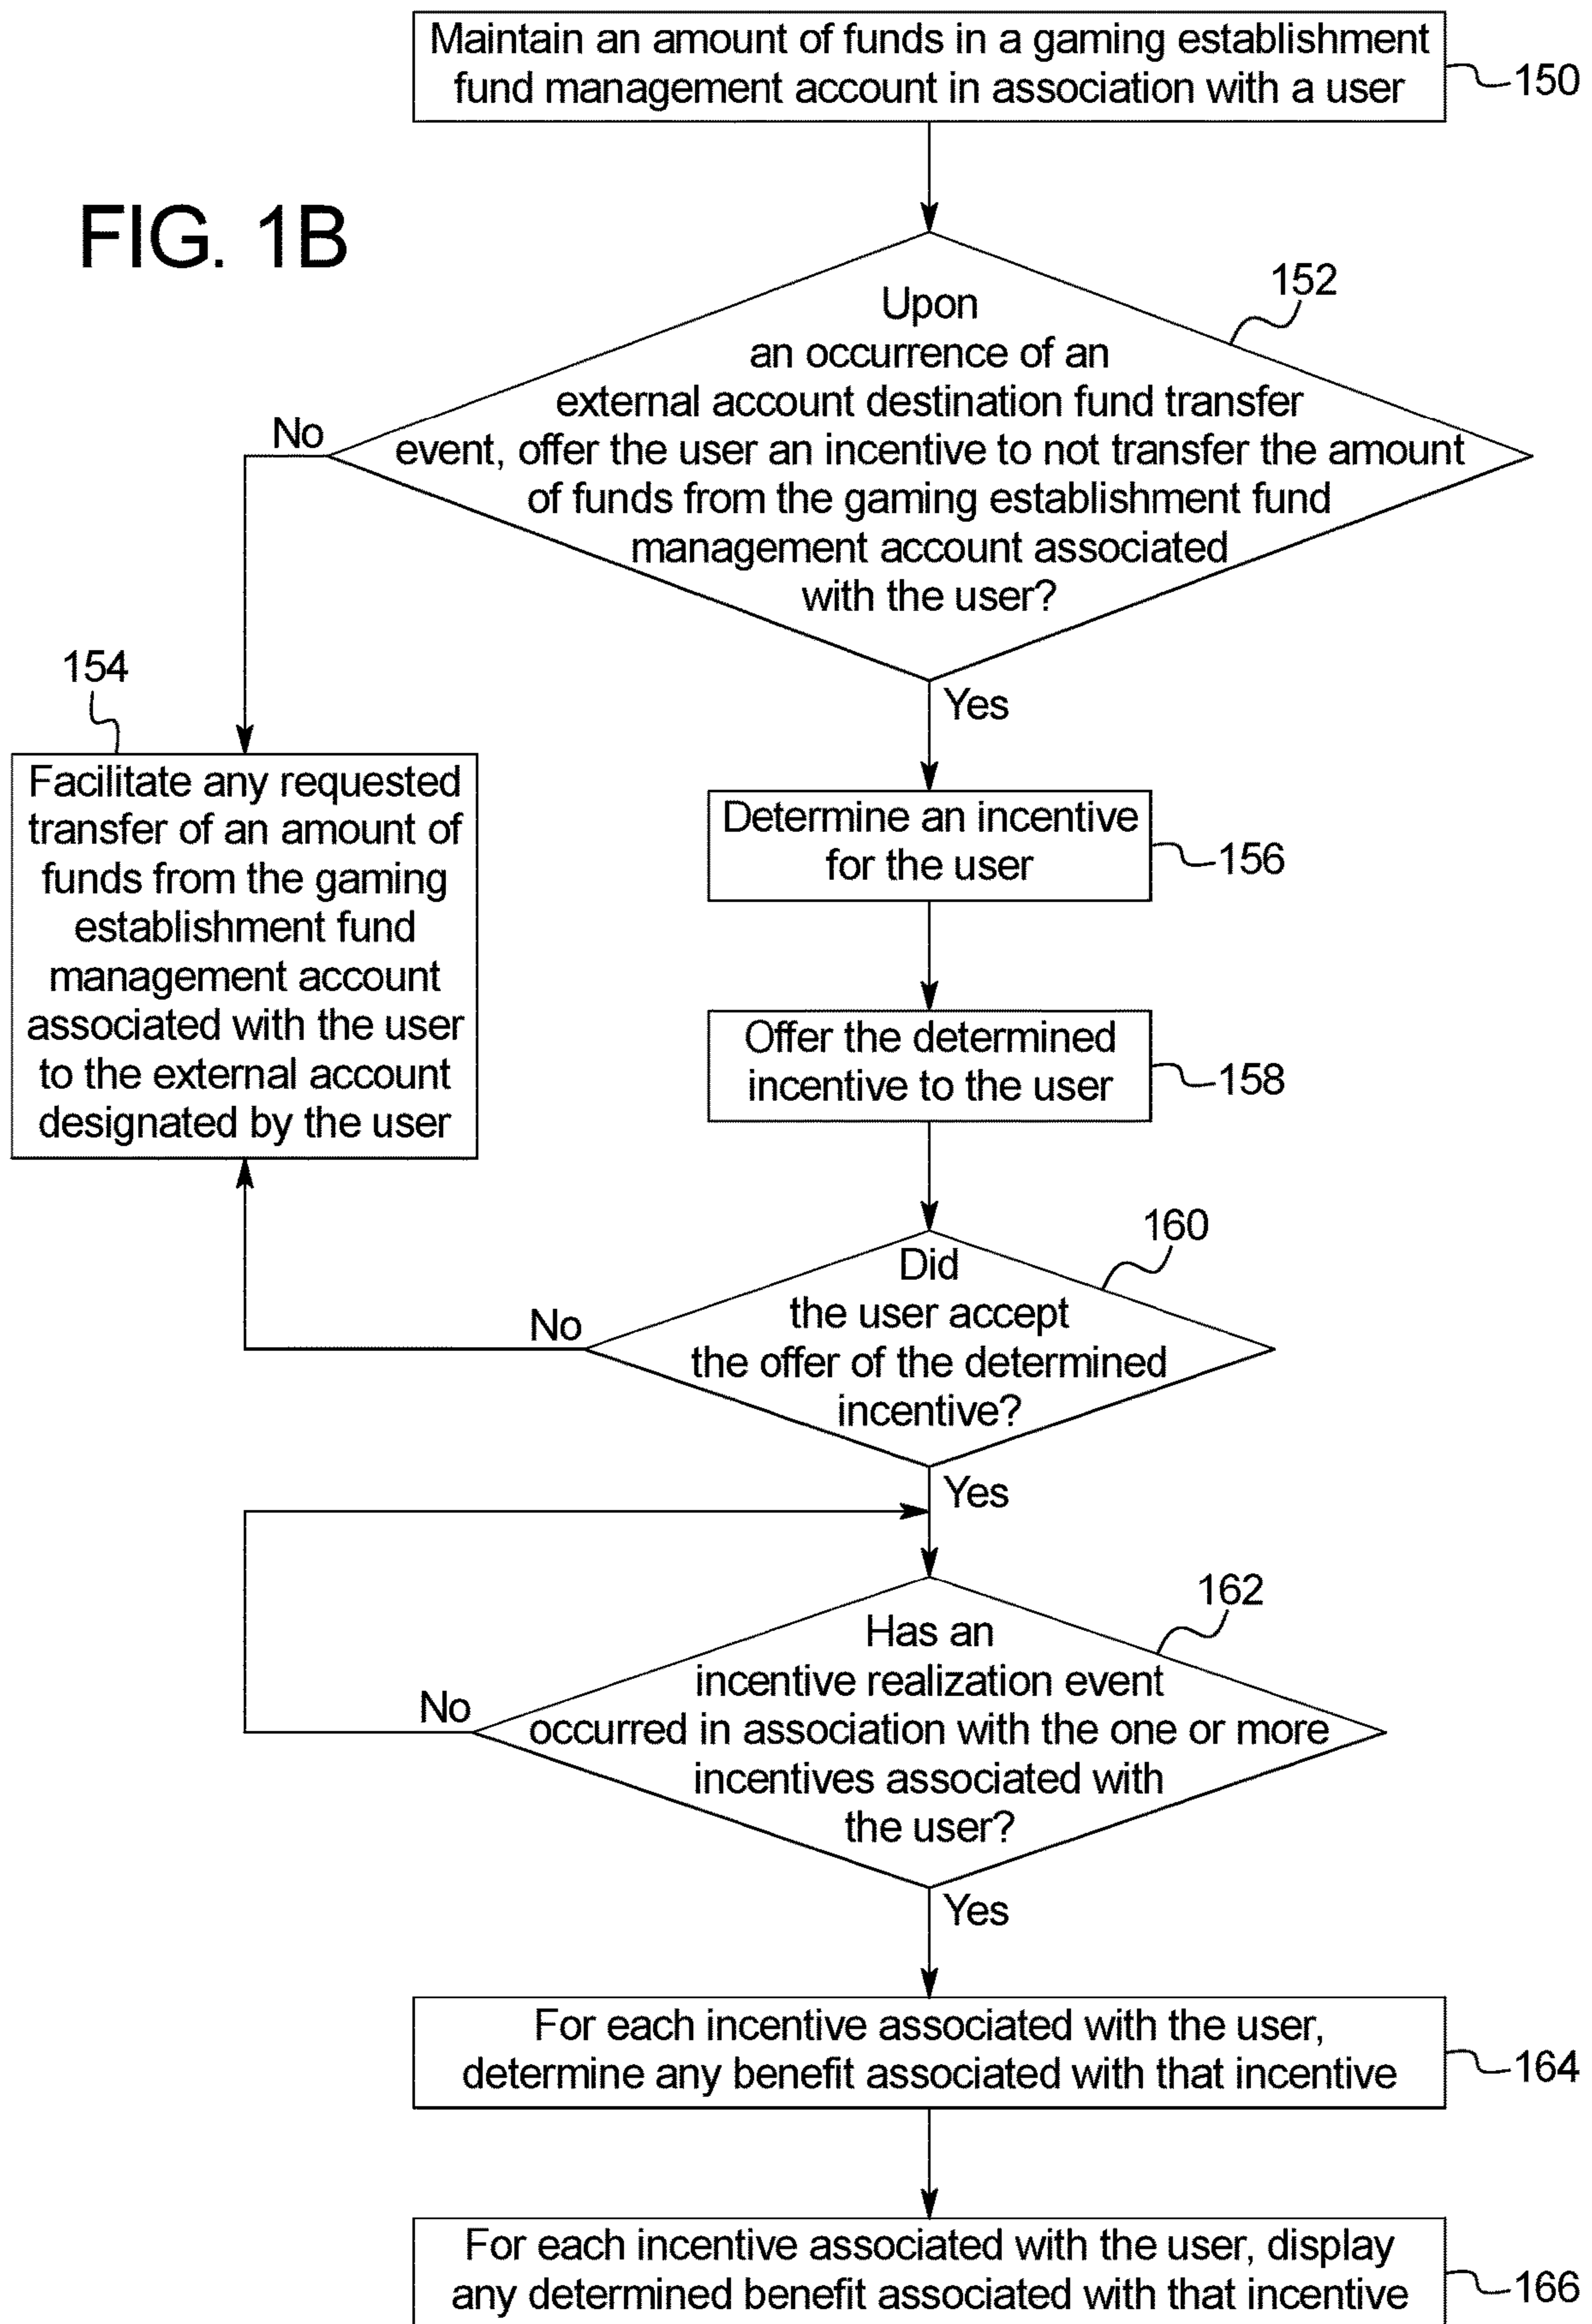 Maintain an amount of funds in a gaming establishment
fund management account in association with a user
150
FIG. 1B
152
Upon
an occurrence of an
external account destination fund transfer
event, offer the user an incentive to not transfer the amount
of funds from the gaming establishment fund
management account associated
with the user?
No
Yes
154
Facilitate any requested
transfer of an amount of
funds from the gaming
establishment fund
management account
associated with the user
to the external account
designated by the user
Determine an incentive
for the user
156
Offer the determined
incentive to the user
158
160
Did
the user accept
the offer of the determined
incentive?
No
Yes
162
Has an
incentive realization event
occurred in association with the one or more
incentives associated with
the user?
No
Yes
For each incentive associated with the user,
determine any benefit associated with that incentive
164
For each incentive associated with the user, display
any determined benefit associated with that incentive
166